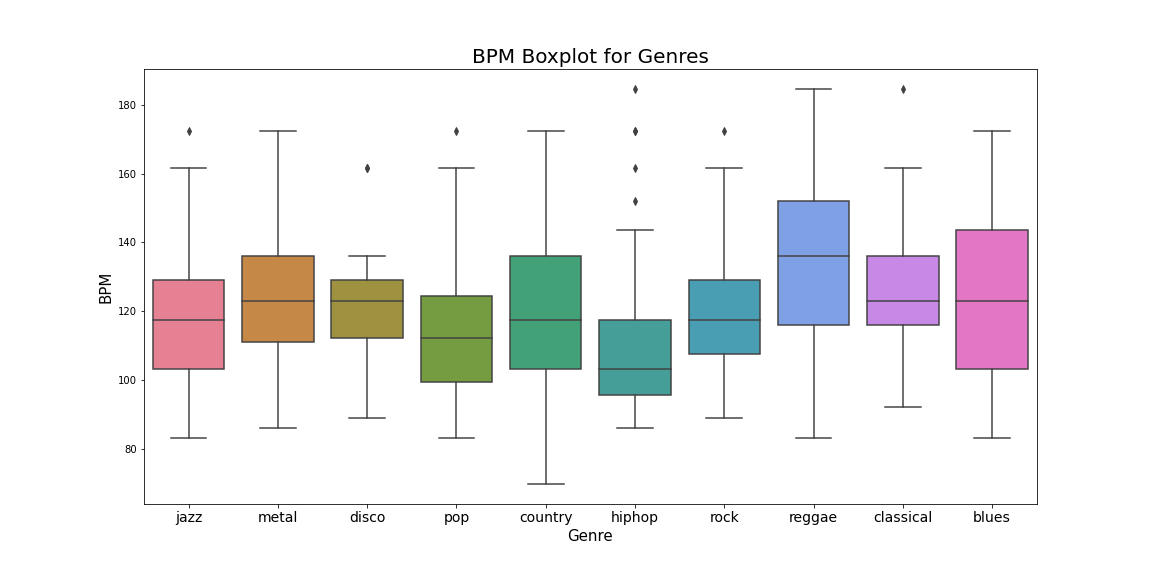 BPM Boxplot for Genres
BPM
180
160
140
120
100
80
jazz metal disco pop country hiphop rock reggae classical blues
Genre